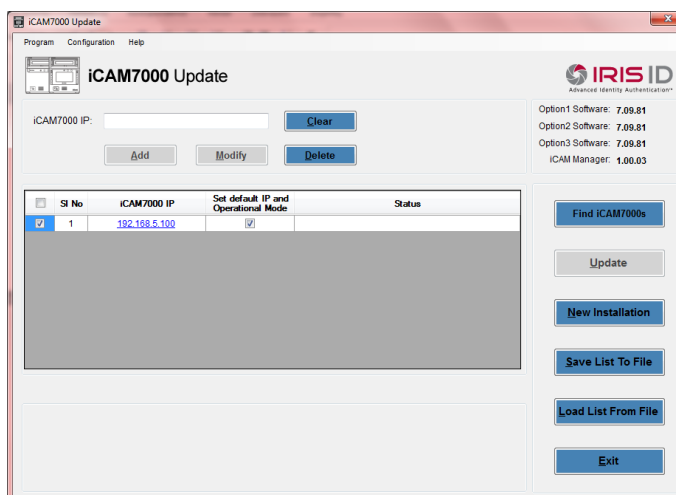 iCAM7000 Update
Program Configuration Help
iCAM7000 Update
IRIS ID
Advanced Identity Authentication™
iCAM7000 IP:
Clear
Add Modify Delete
Option1 Software: 7.09.81
Option2 Software: 7.09.81
Option3 Software: 7.09.81
iCAM Manager: 1.00.03
SI No iCAM7000 IP Set default IP and Operational Mode Status
1 192.168.5.100
Find iCAM7000s
Update
New Installation
Save List To File
Load List From File
Exit